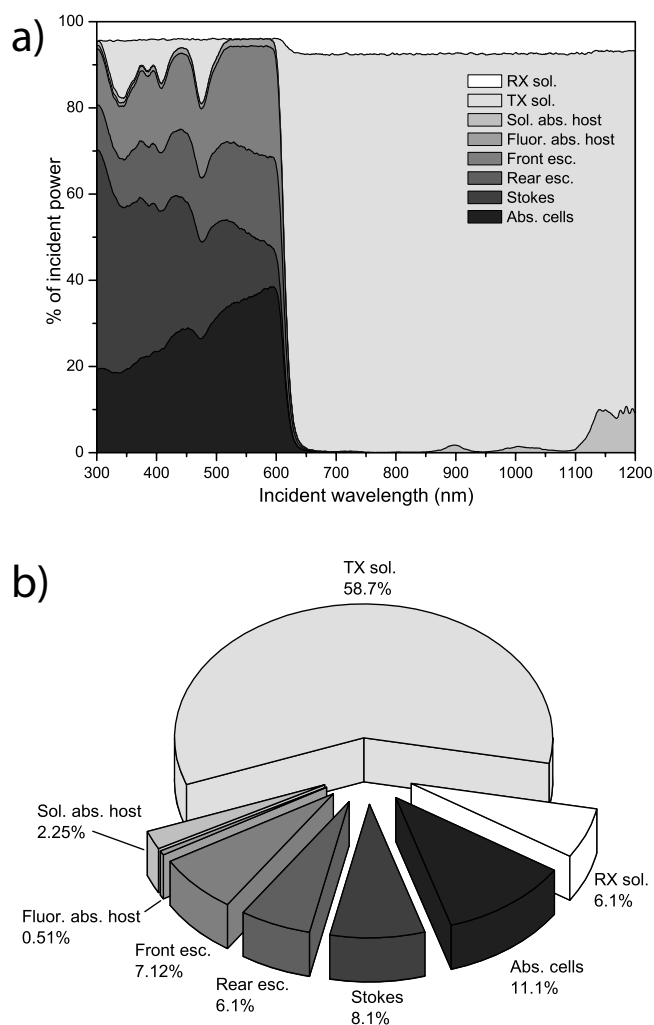 a)
100
80
60
40
20
0
% of incident power
300 400 500 600 700 800 900 1000 1100 1200
Incident wavelength (nm)
RX sol.
TX sol.
Sol. abs. host
Fluor. abs. host
Front esc.
Rear esc.
Stokes
Abs. cells
b)
TX sol.
58.7%
Sol. abs. host
2.25%
Fluor. abs. host
0.51%
Front esc.
7.12%
Rear esc.
6.1%
Stokes
8.1%
Abs. cells
11.1%
RX sol.
6.1%